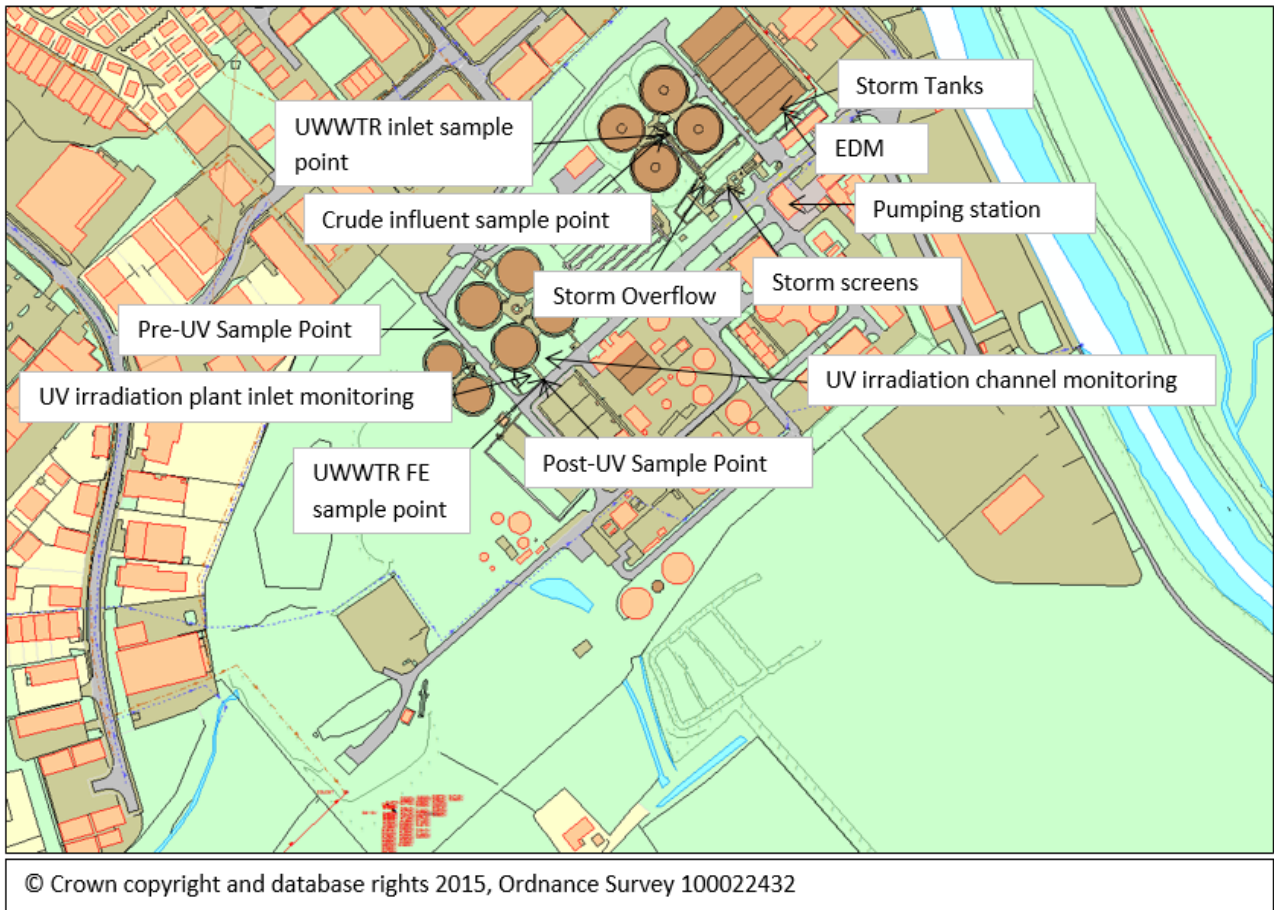 Storm Tanks
UWWTR inlet sample
point
EDM
Crude influent sample point
Pumping station
Storm Overflow
Storm screens
Pre-UV Sample Point
UV irradiation plant inlet monitoring
UV irradiation channel monitoring
UWWTR FE
sample point
Post-UV Sample Point
© Crown copyright and database rights 2015, Ordnance Survey 100022432